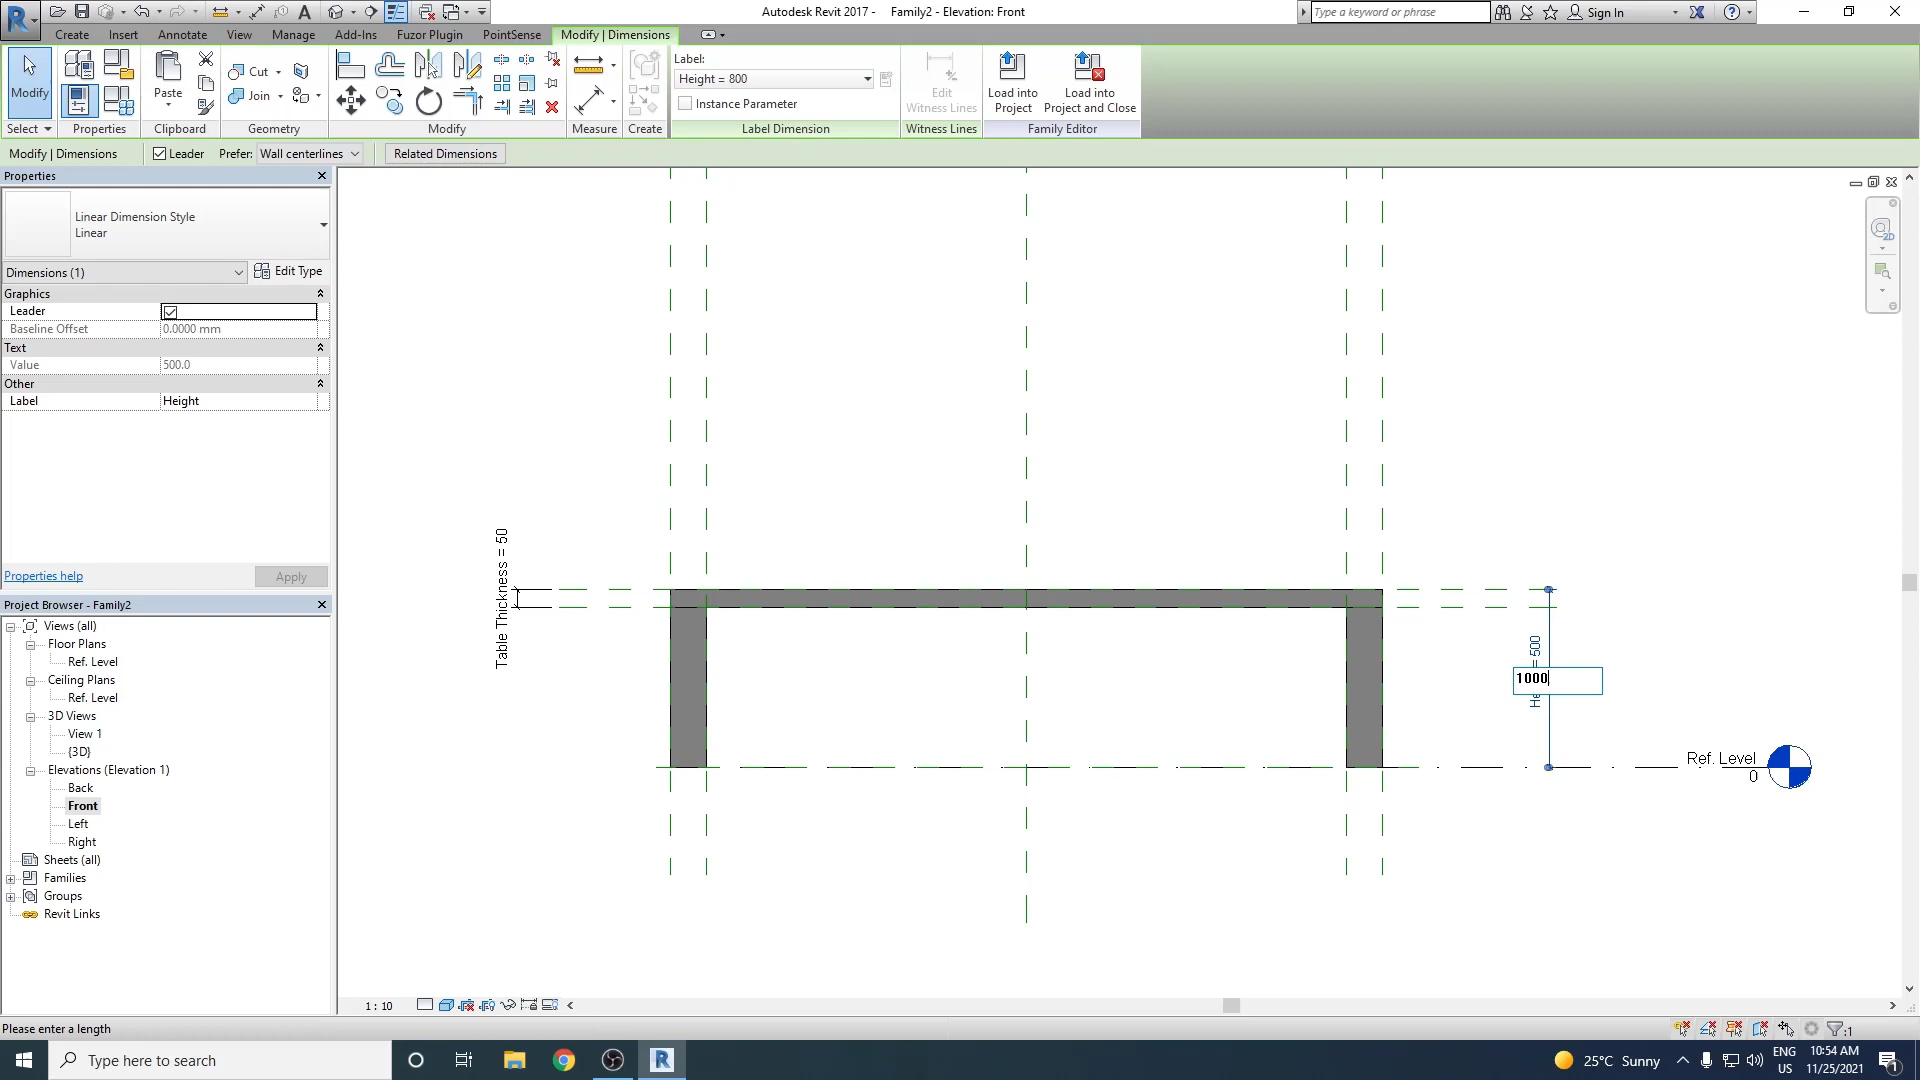 Autodesk Revit 2017 - Family2 - Elevation: Front
Type a keyword or phrase
Sign In
Create Insert Annotate View Manage Add-Ins Fuzor Plugin PointSense Modify | Dimensions
Modify
Paste
Cut
Join
Label:
Height = 800
Instance Parameter
Edit
Witness Lines
Load into
Project
Load into
Project and Close
Select Properties Clipboard Geometry Modify Measure Create Label Dimension Witness Lines Family Editor
Modify | Dimensions Leader Prefer: Wall centerlines Related Dimensions
Properties
Linear Dimension Style
Linear
Dimensions (1) Edit Type
Graphics
Leader
Baseline Offset 0.0000 mm
Text
Value 500.0
Other
Label Height
Properties help Apply
Project Browser - Family2
Views (all)
Floor Plans
Ref. Level
Ceiling Plans
Ref. Level
3D Views
View 1
{3D}
Elevations (Elevation 1)
Back
Front
Left
Right
Sheets (all)
Families
Groups
Revit Links
2D
Table Thickness = 50
= 500
1000
Ref. Level
0
1 : 10
Please enter a length
:1
Type here to search
25°C Sunny
ENG
US
10:54 AM
11/25/2021
1